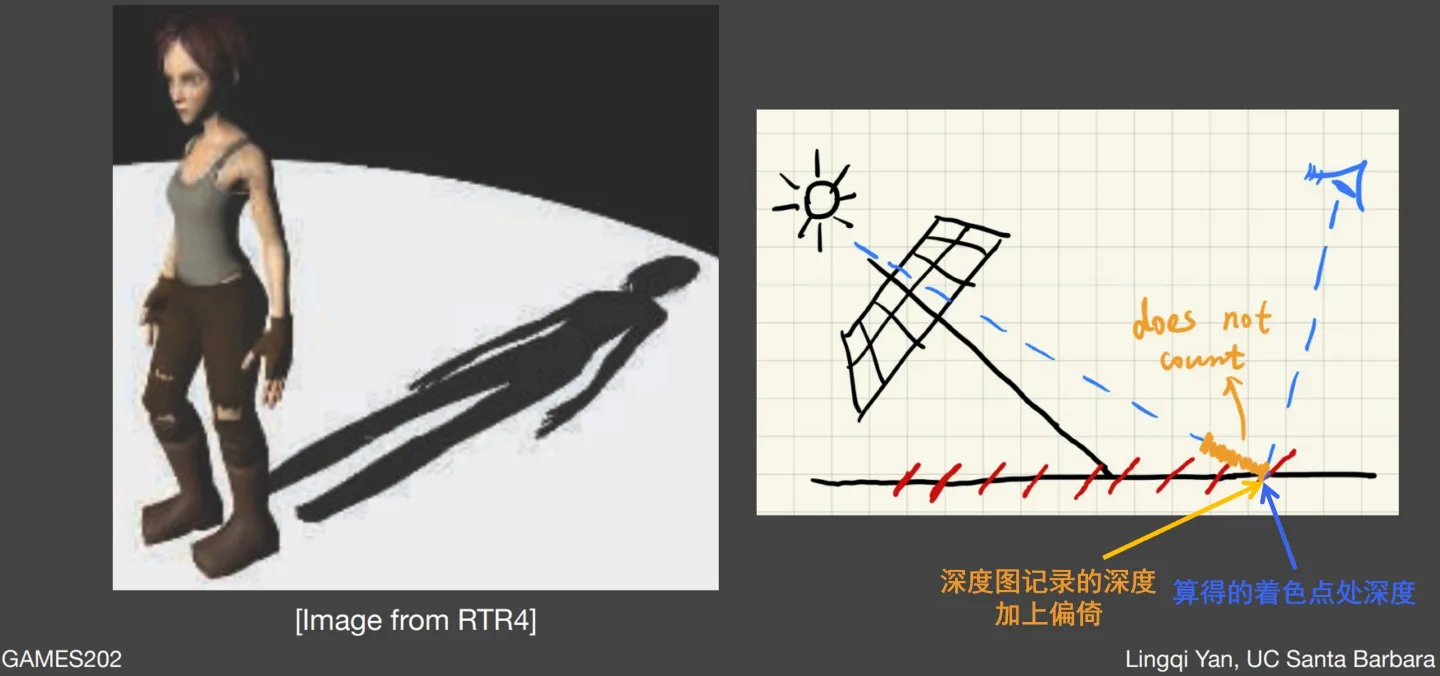 does not
count
深度图记录的深度
加上偏倚
算得的着色点处深度
[Image from RTR4]
GAMES202
Lingqi Yan, UC Santa Barbara